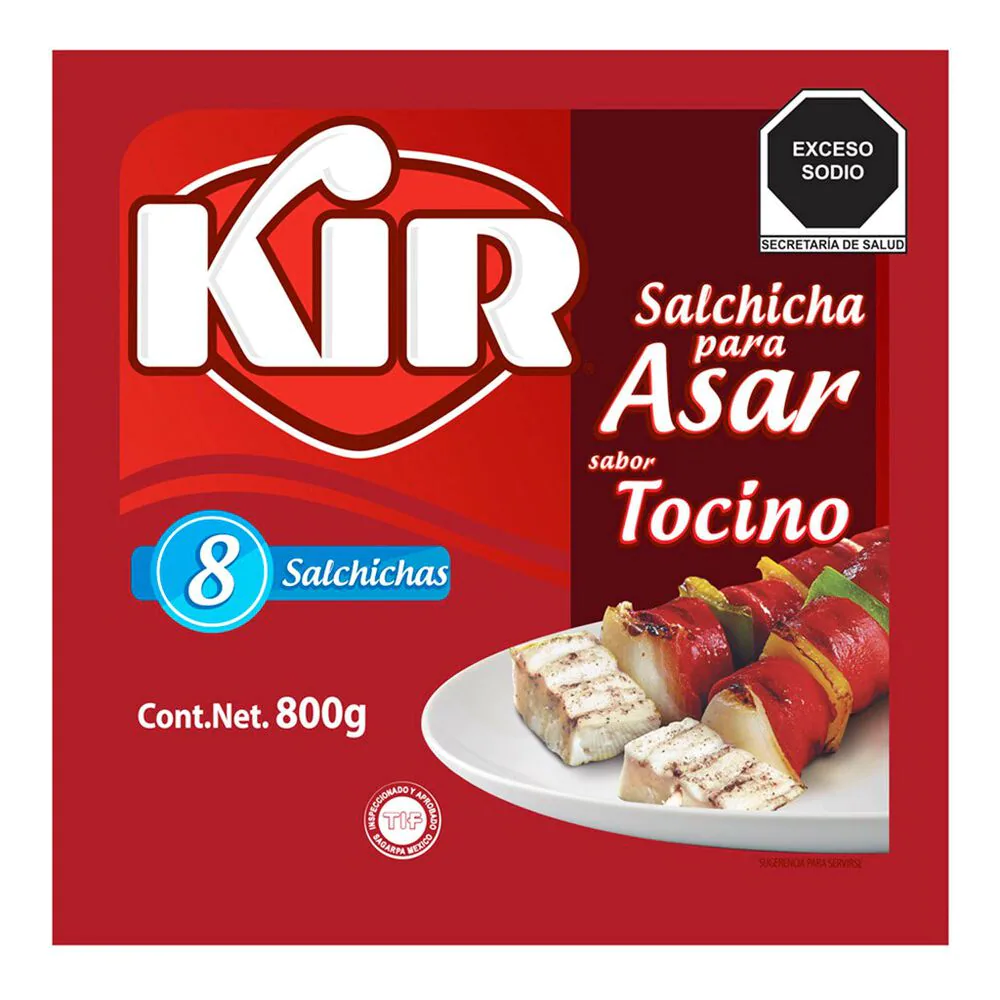 EXCESO
SODIO
SECRETARÍA DE SALUD
KiR
®
Salchicha
para
Asar
sabor
Tocino
8 Salchichas
Cont.Net. 800g
INSPECCIONADO Y APROBADO
TIF
SAGARPA MEXICO
SUGERENCIA PARA SERVIRSE